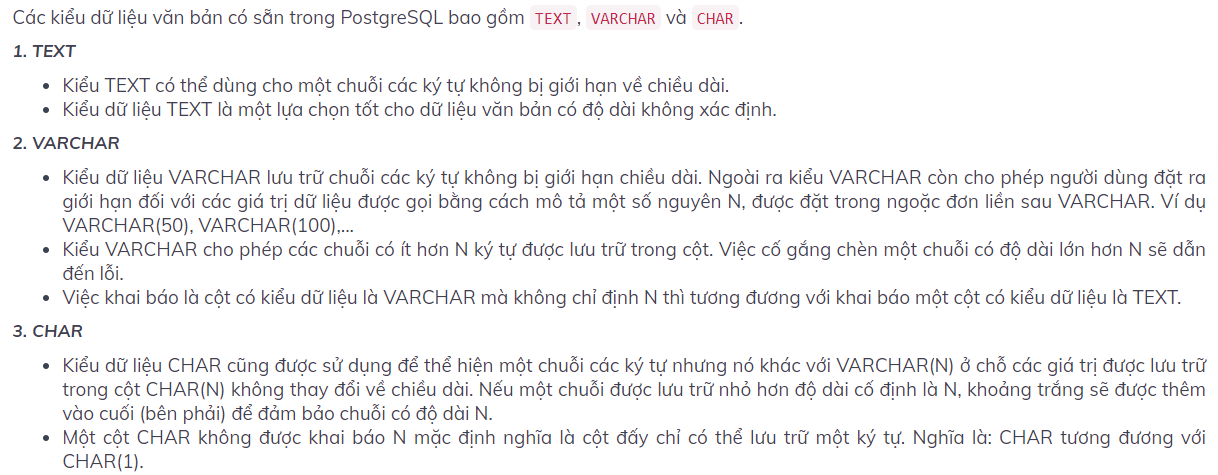 Các kiểu dữ liệu văn bản có sẵn trong PostgreSQL bao gồm TEXT, VARCHAR và CHAR.
1. TEXT
• Kiểu TEXT có thể dùng cho một chuỗi các ký tự không bị giới hạn về chiều dài.
• Kiểu dữ liệu TEXT là một lựa chọn tốt cho dữ liệu văn bản có độ dài không xác định.
2. VARCHAR
• Kiểu dữ liệu VARCHAR lưu trữ chuỗi các ký tự không bị giới hạn chiều dài. Ngoài ra kiểu VARCHAR còn cho phép người dùng đặt ra
giới hạn đối với các giá trị dữ liệu được gọi bằng cách mô tả một số nguyên N, được đặt trong ngoặc đơn liền sau VARCHAR. Ví dụ
VARCHAR(50), VARCHAR(100),...
• Kiểu VARCHAR cho phép các chuỗi có ít hơn N ký tự được lưu trữ trong cột. Việc cố gắng chèn một chuỗi có độ dài lớn hơn N sẽ dẫn
đến lỗi.
• Việc khai báo là cột có kiểu dữ liệu là VARCHAR mà không chỉ định N thì tương đương với khai báo một cột có kiểu dữ liệu là TEXT.
3. CHAR
• Kiểu dữ liệu CHAR cũng được sử dụng để thể hiện một chuỗi các ký tự nhưng nó khác với VARCHAR(N) ở chỗ các giá trị được lưu trữ
trong cột CHAR(N) không thay đổi về chiều dài. Nếu một chuỗi được lưu trữ nhỏ hơn độ dài cố định là N, khoảng trắng sẽ được thêm
vào cuối (bên phải) để đảm bảo chuỗi có độ dài N.
• Một cột CHAR không được khai báo N mặc định nghĩa là cột đấy chỉ có thể lưu trữ một ký tự. Nghĩa là: CHAR tương đương với
CHAR(1).